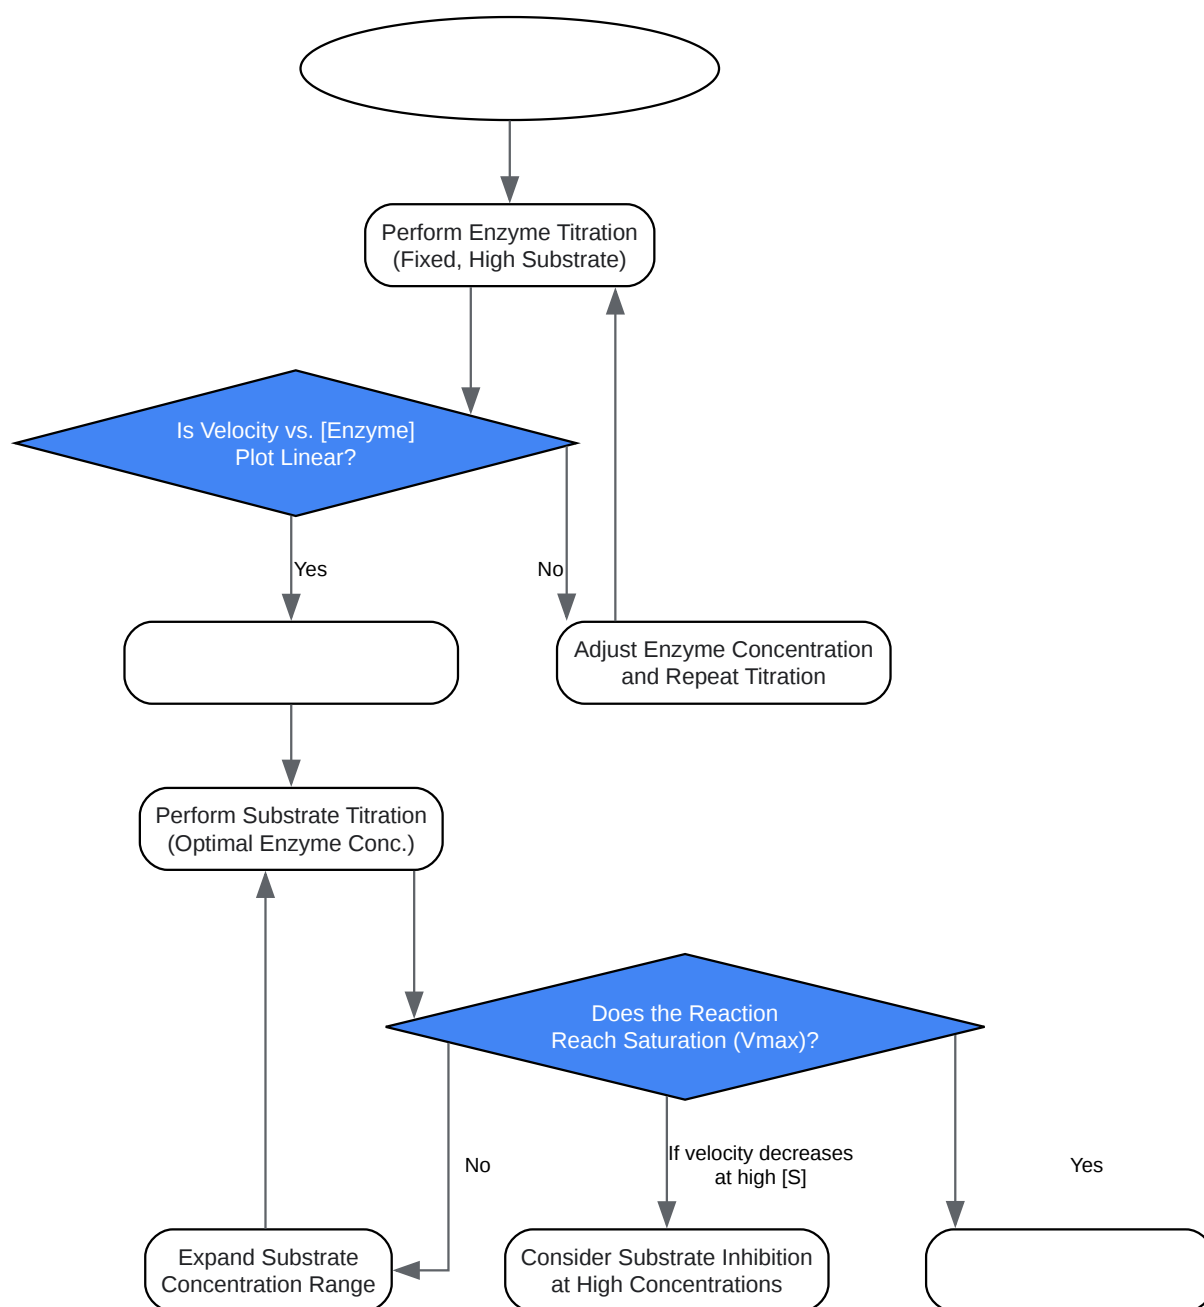 Perform Enzyme Titration
(Fixed, High Substrate)
Is Velocity vs. [Enzyme]
Plot Linear?
Yes
No
Adjust Enzyme Concentration
and Repeat Titration
Perform Substrate Titration
(Optimal Enzyme Conc.)
Does the Reaction
Reach Saturation (Vmax)?
No
If velocity decreases
at high [S]
Yes
Expand Substrate
Concentration Range
Consider Substrate Inhibition
at High Concentrations